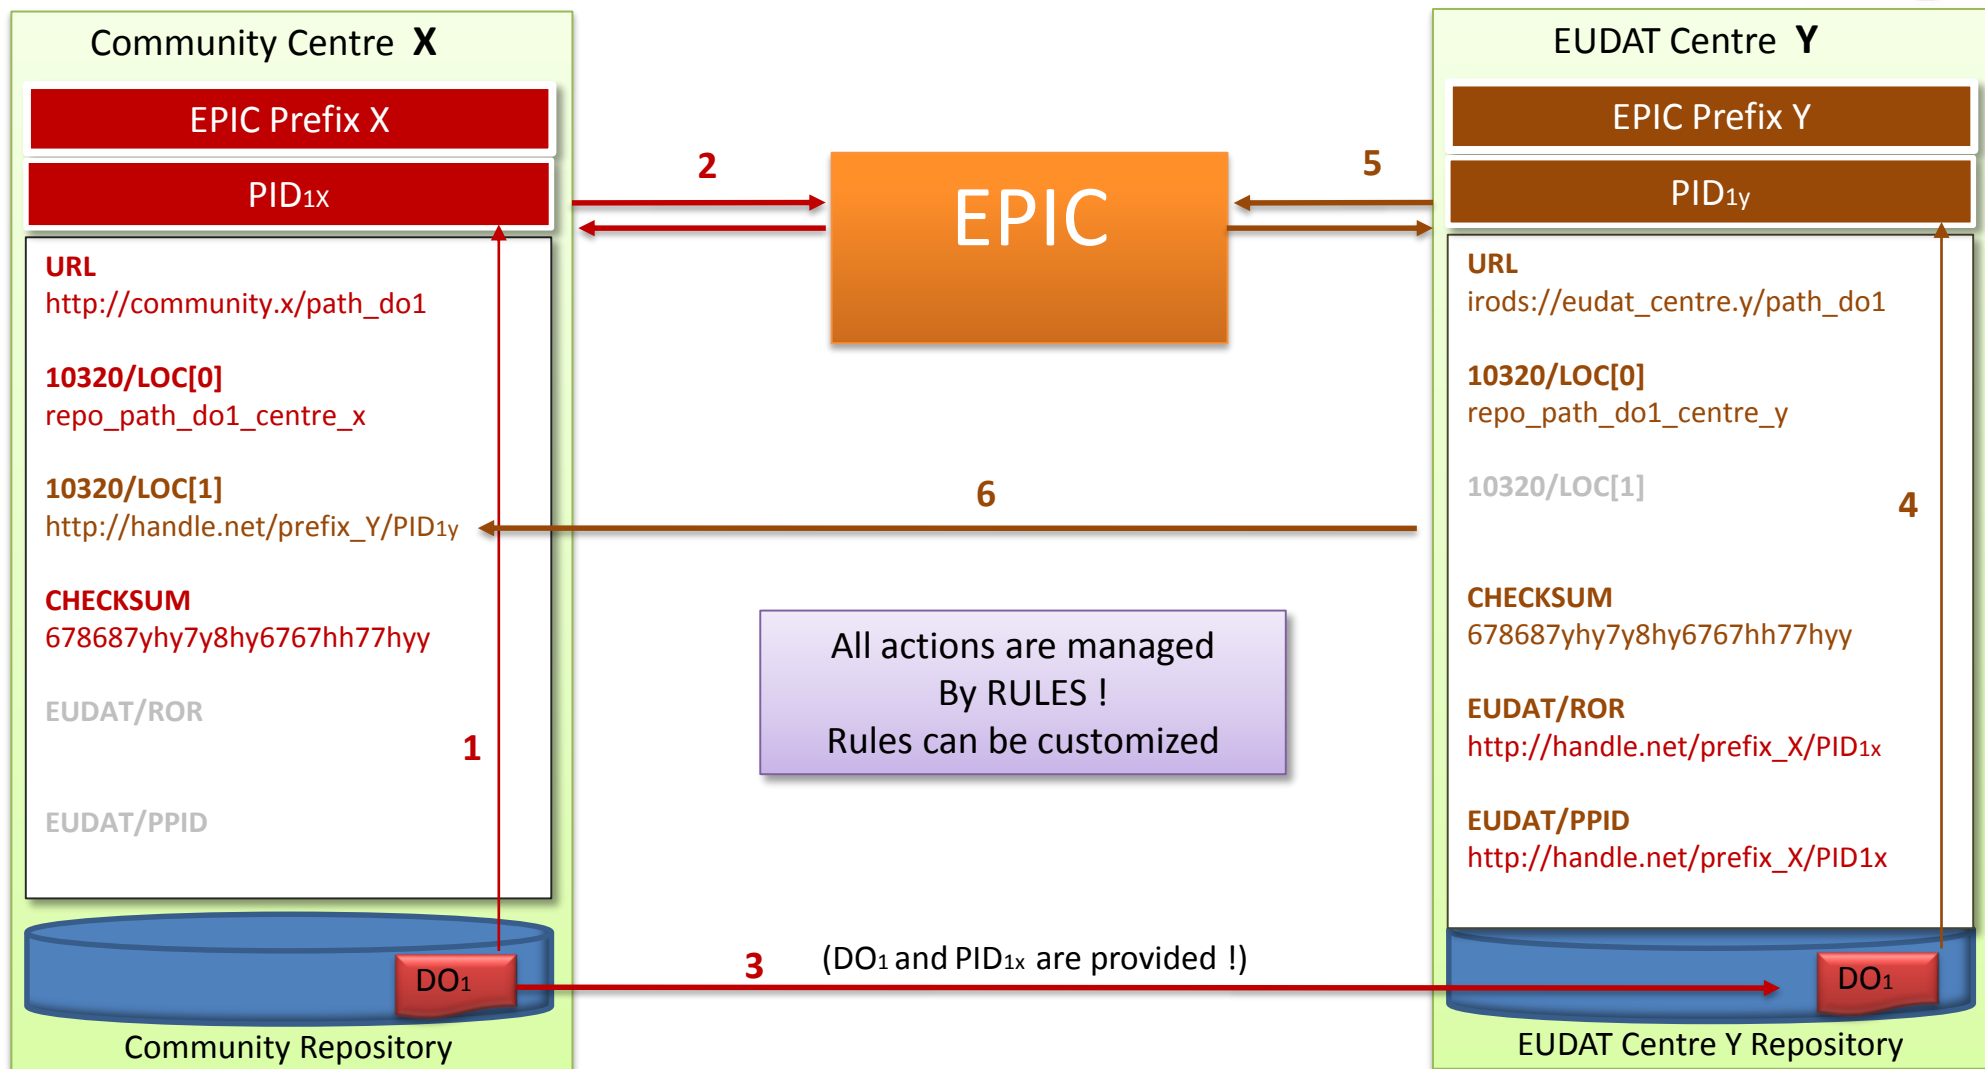 Community Centre X
EPIC Prefix X
PID1X
URL
http://community.x/path_do1
10320/LOC[0]
repo_path_do1_centre_x
10320/LOC[1]
http://handle.net/prefix_Y/PID1y
CHECKSUM
678687yhy7y8hy6767hh77hyy
EUDAT/ROR
EUDAT/PPID
1
DO1
Community Repository
2
EPIC
5
6
All actions are managed
By RULES !
Rules can be customized
3
(DO1 and PID1x are provided !)
EUDAT Centre Y
EPIC Prefix Y
PID1y
URL
irods://eudat_centre.y/path_do1
10320/LOC[0]
repo_path_do1_centre_y
10320/LOC[1]
4
CHECKSUM
678687yhy7y8hy6767hh77hyy
EUDAT/ROR
http://handle.net/prefix_X/PID1x
EUDAT/PPID
http://handle.net/prefix_X/PID1x
DO1
EUDAT Centre Y Repository